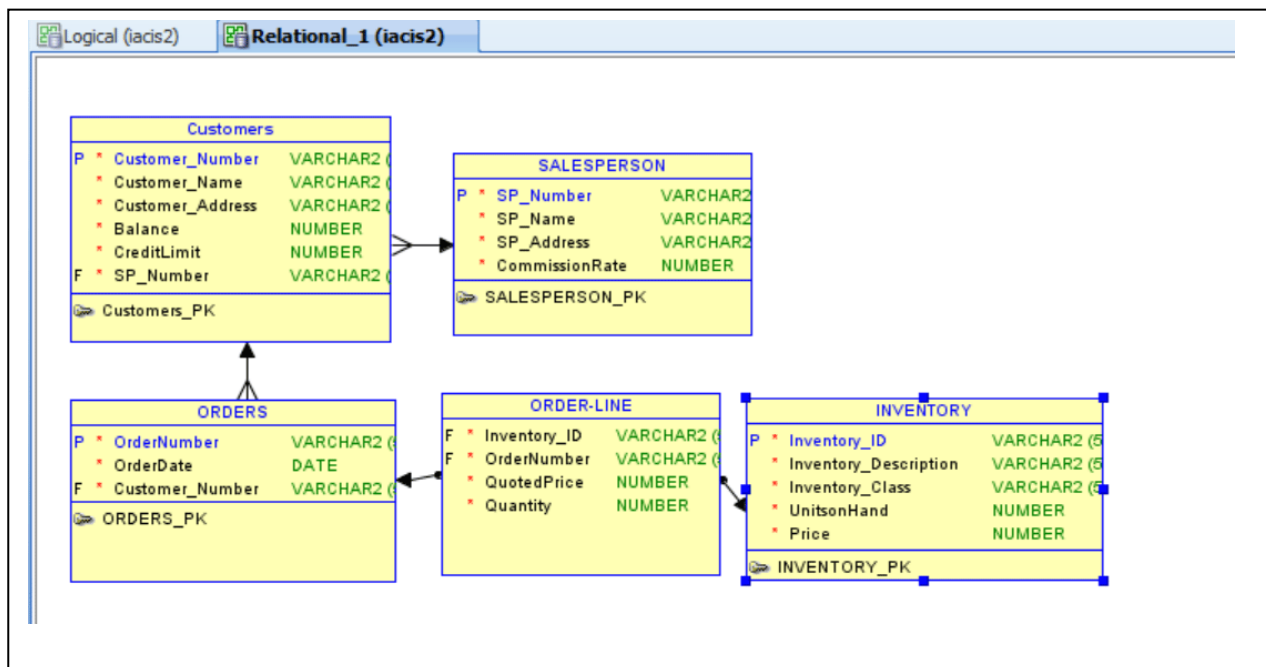 Logical (iacis2) Relational_1 (iacis2)
Customers
P * Customer_Number VARCHAR2 (
* Customer_Name VARCHAR2 (
* Customer_Address VARCHAR2 (
* Balance NUMBER
* CreditLimit NUMBER
F * SP_Number VARCHAR2 (
Customers_PK
SALESPERSON
P * SP_Number VARCHAR2
* SP_Name VARCHAR2
* SP_Address VARCHAR2
* CommissionRate NUMBER
SALESPERSON_PK
ORDERS
P * OrderNumber VARCHAR2 (
* OrderDate DATE
F * Customer_Number VARCHAR2 (
ORDERS_PK
ORDER-LINE
F * Inventory_ID VARCHAR2 (
F * OrderNumber VARCHAR2 (
* QuotedPrice NUMBER
* Quantity NUMBER
INVENTORY
P * Inventory_ID VARCHAR2 (5
* Inventory_Description VARCHAR2 (5
* Inventory_Class VARCHAR2 (5
* UnitsonHand NUMBER
* Price NUMBER
INVENTORY_PK